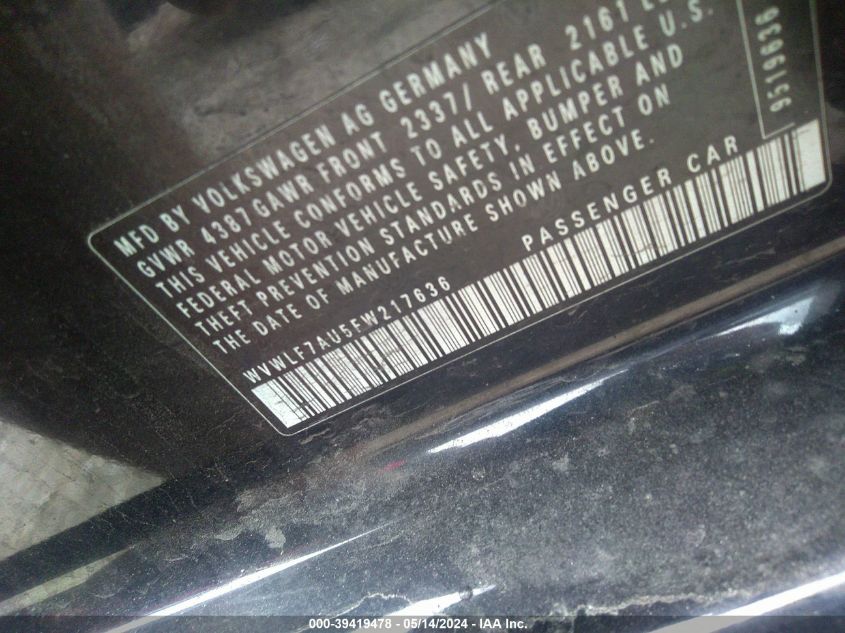 MFD BY VOLKSWAGEN AG GERMANY
GVWR 4387 GAWR FRONT 2337/ REAR 2161
THIS VEHICLE CONFORMS TO ALL APPLICABLE U.S.
FEDERAL MOTOR VEHICLE SAFETY, BUMPER AND
THEFT PREVENTION STANDARDS IN EFFECT ON
THE DATE OF MANUFACTURE SHOWN ABOVE.
WVWLF7AU5FW217636 PASSENGER CAR
9519636
000-39419478 - 05/14/2024 - IAA Inc.